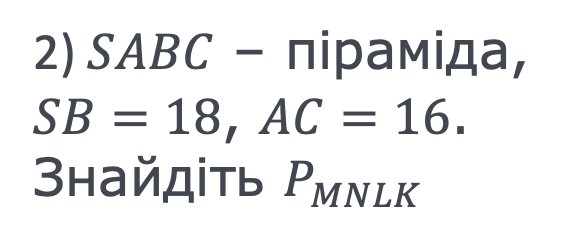 2) SABC – піраміда,
SB = 18, AC = 16.
Знайдіть P_MNLK